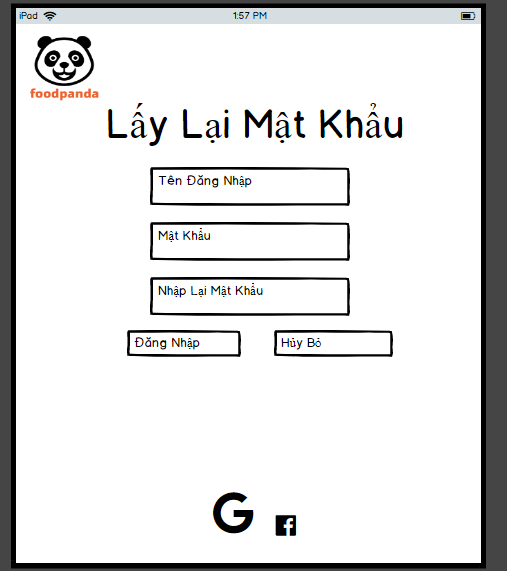 iPad 1:57 PM
foodpanda
Lấy Lại Mật Khẩu
Tên Đăng Nhập
Mật Khẩu
Nhập Lại Mật Khẩu
Đăng Nhập Hủy Bỏ